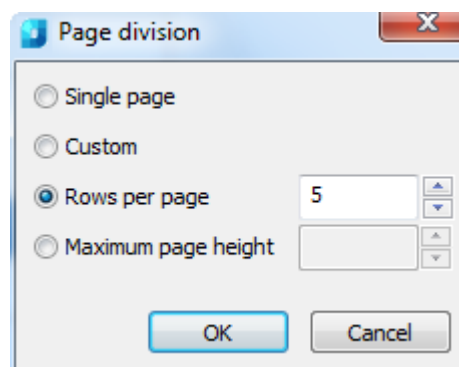 Page division
Single page
Custom
Rows per page 5
Maximum page height
OK Cancel